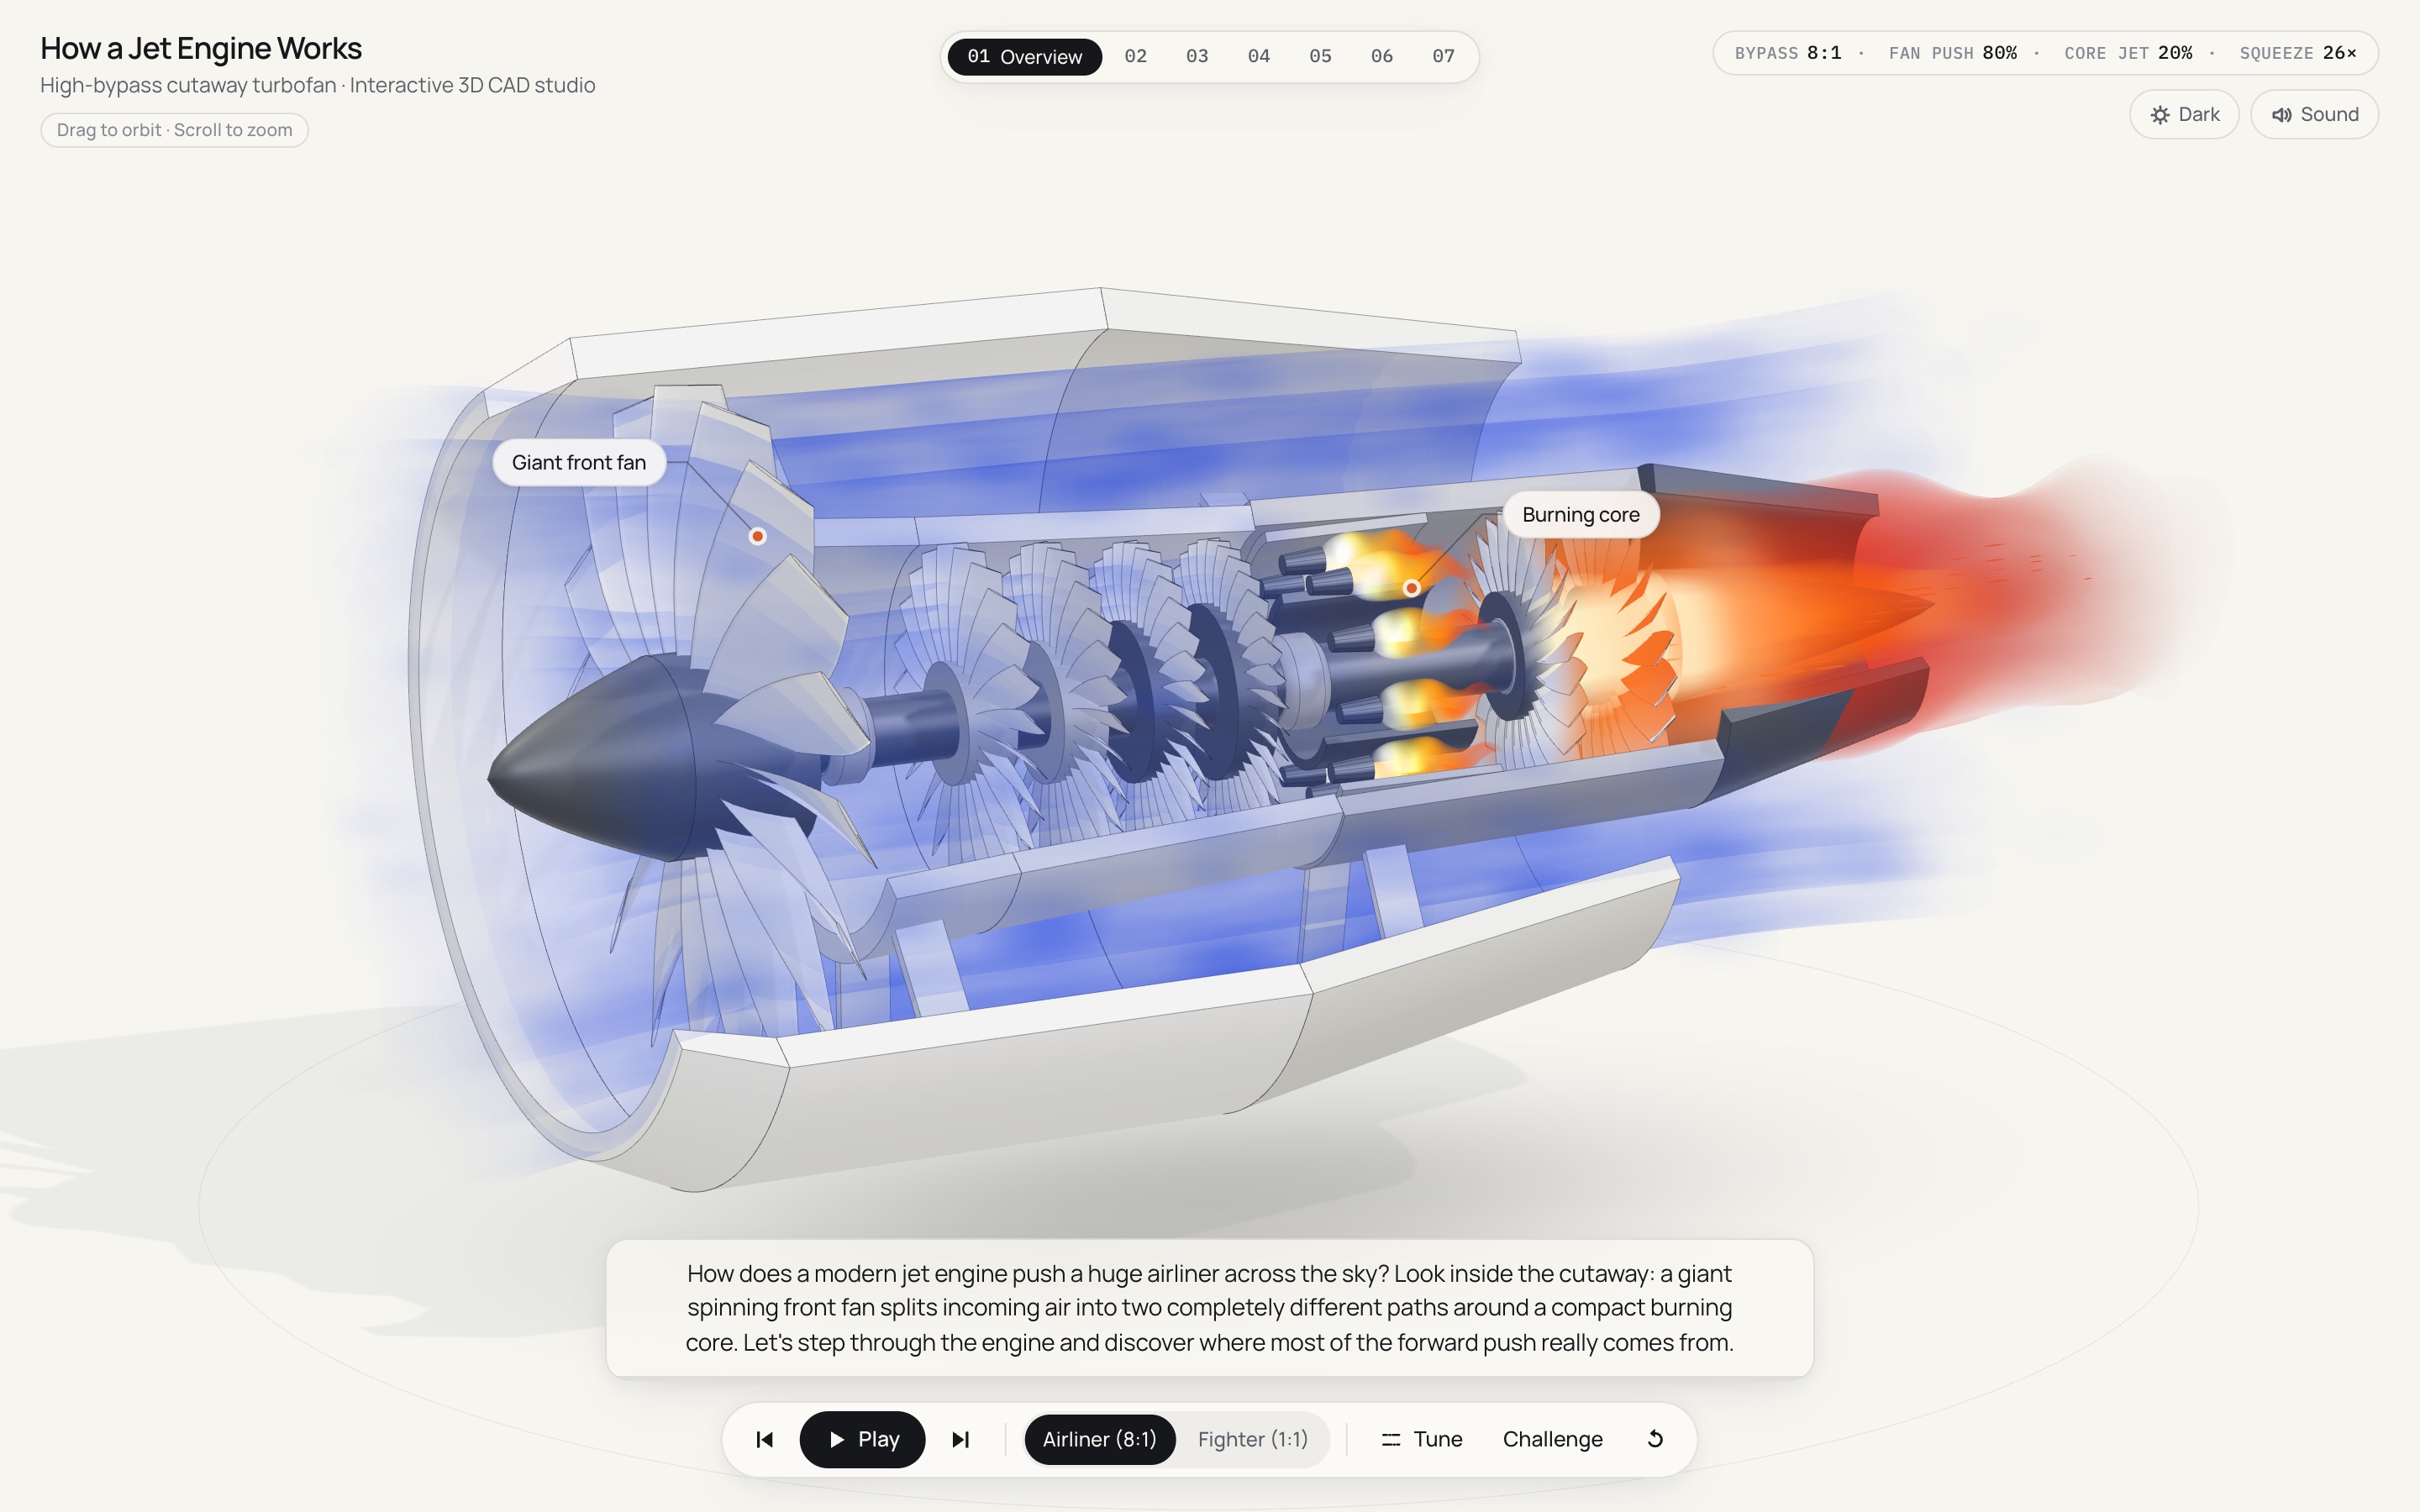 How a Jet Engine Works
High-bypass cutaway turbofan · Interactive 3D CAD studio
Drag to orbit · Scroll to zoom
01 Overview 02 03 04 05 06 07
BYPASS 8:1 · FAN PUSH 80% · CORE JET 20% · SQUEEZE 26×
Dark Sound
Giant front fan
Burning core
How does a modern jet engine push a huge airliner across the sky? Look inside the cutaway: a giant
spinning front fan splits incoming air into two completely different paths around a compact burning
core. Let's step through the engine and discover where most of the forward push really comes from.
Play Airliner (8:1) Fighter (1:1) Tune Challenge